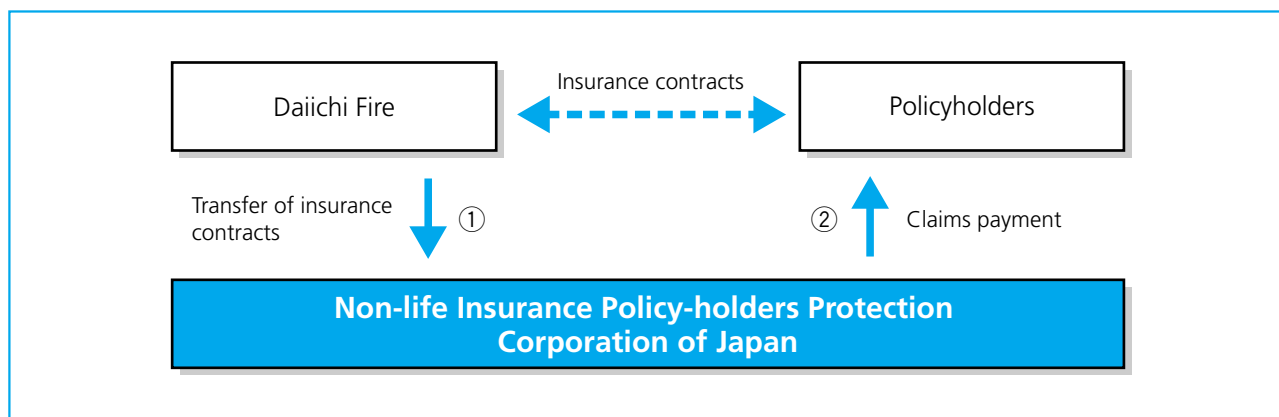 Insurance contracts
Daiichi Fire
Policyholders
Transfer of insurance
contracts
①
②
Claims payment
Non-life Insurance Policy-holders Protection
Corporation of Japan